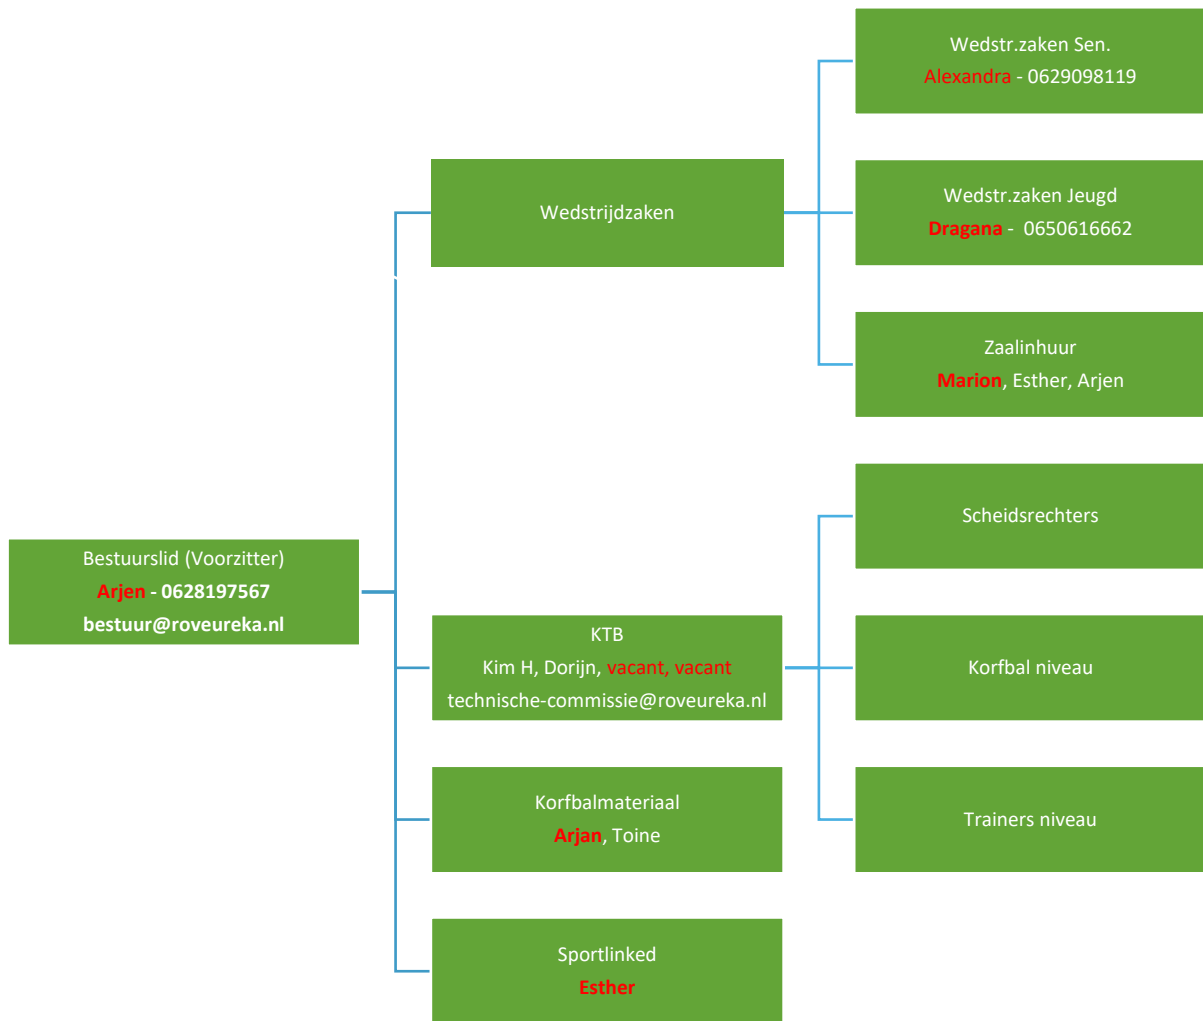 Wedstr.zaken Sen.
Alexandra - 0629098119
Wedstrijdzaken
Wedstr.zaken Jeugd
Dragana -  0650616662
Zaalinhuur
Marion, Esther, Arjen
Bestuurslid (Voorzitter)
Arjen - 0628197567
bestuur@roveureka.nl
Scheidsrechters
KTB
Kim H, Dorijn, vacant, vacant
technische-commissie@roveureka.nl
Korfbal niveau
Korfbalmateriaal
Arjan, Toine
Trainers niveau
Sportlinked
Esther